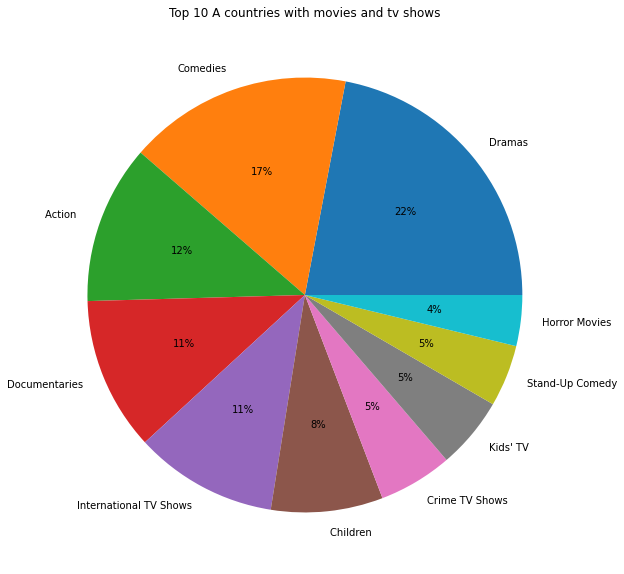 Top 10 A countries with movies and tv shows
Comedies
Dramas
17%
22%
Action
12%
4%
Horror Movies
11%
5%
Documentaries
5%
Stand-Up Comedy
11%
5%
8%
Kids' TV
International TV Shows
Crime TV Shows
Children